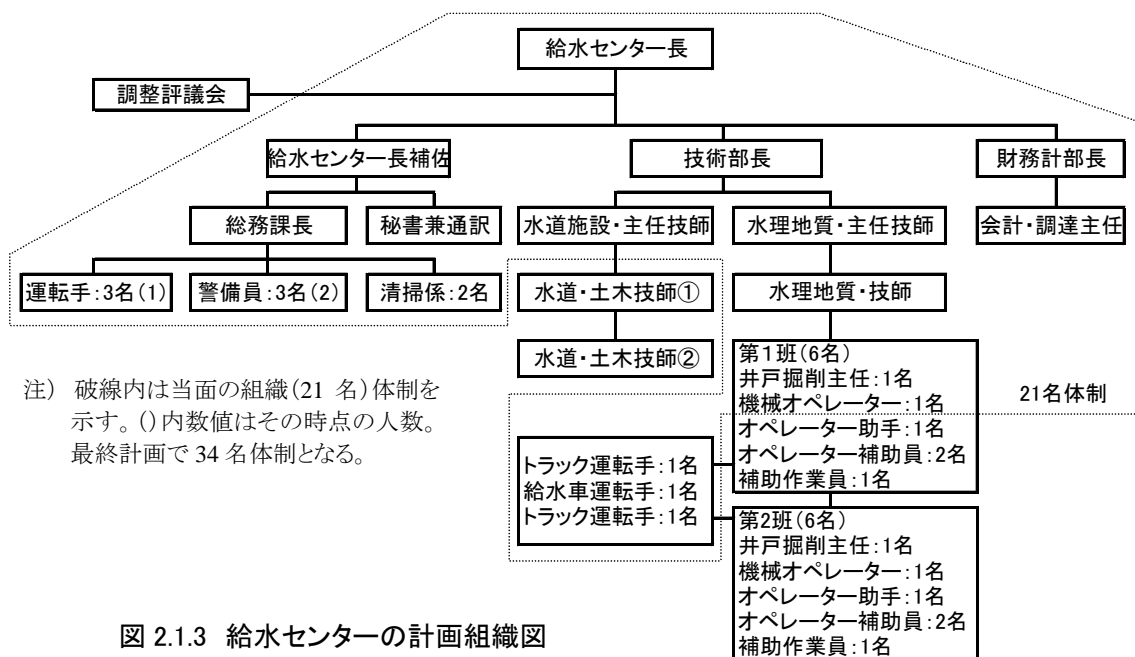 給水センター長
調整評議会
給水センター長補佐
技術部長
財務計部長
総務課長
秘書兼通訳
水道施設・主任技師
水理地質・主任技師
会計・調達主任
運転手:3名(1)
警備員:3名(2)
清掃係:2名
水道・土木技師①
水理地質・技師
水道・土木技師②
注) 破線内は当面の組織(21 名)体制を
示す。()内数値はその時点の人数。
最終計画で 34 名体制となる。
第1班(6名)
井戸掘削主任:1名
機械オペレーター:1名
オペレーター助手:1名
オペレーター補助員:2名
補助作業員:1名
21名体制
トラック運転手:1名
給水車運転手:1名
トラック運転手:1名
第2班(6名)
井戸掘削主任:1名
機械オペレーター:1名
オペレーター助手:1名
オペレーター補助員:2名
補助作業員:1名
図 2.1.3 給水センターの計画組織図